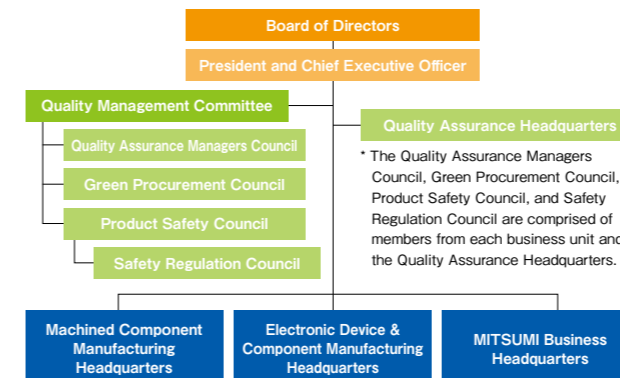 Board of Directors
President and Chief Executive Officer
Quality Management Committee
Quality Assurance Headquarters
Quality Assurance Managers Council
Green Procurement Council
Product Safety Council
Safety Regulation Council
* The Quality Assurance Managers
Council, Green Procurement Council,
Product Safety Council, and Safety
Regulation Council are comprised of
members from each business unit and
the Quality Assurance Headquarters.
Machined Component
Manufacturing
Headquarters
Electronic Device &
Component Manufacturing
Headquarters
MITSUMI Business
Headquarters